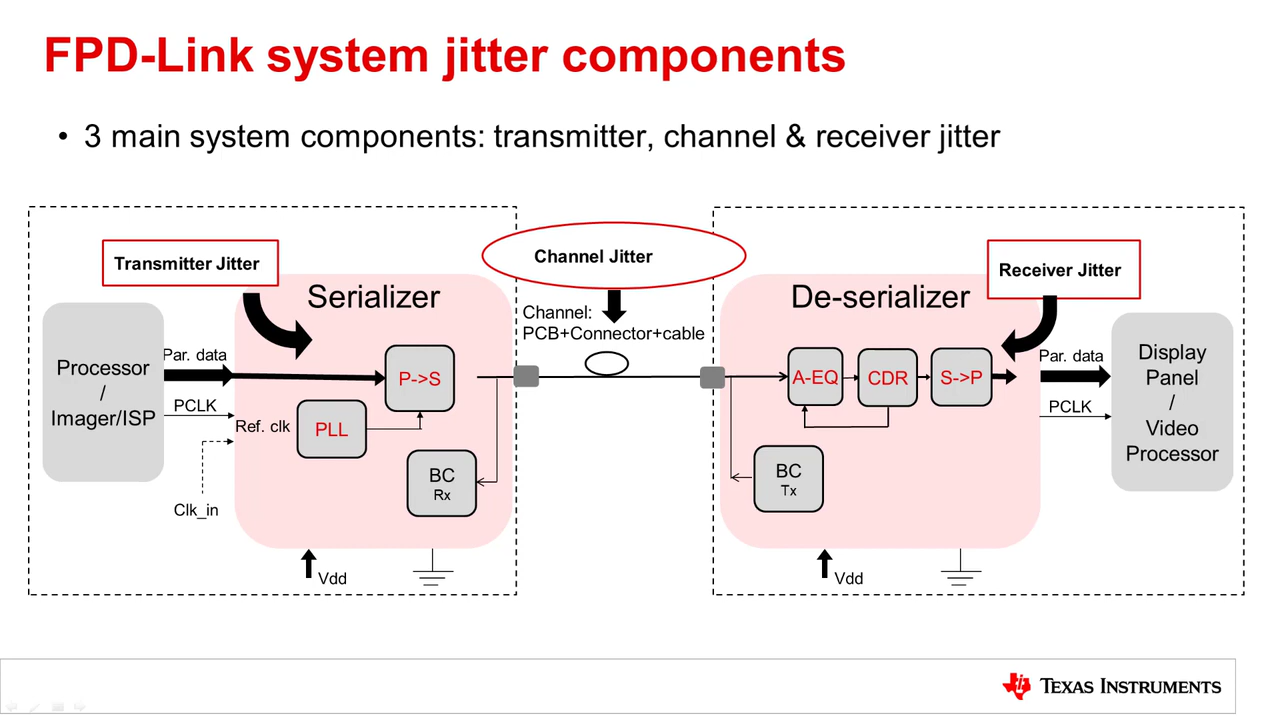 FPD-Link system jitter components
• 3 main system components: transmitter, channel & receiver jitter
Transmitter Jitter
Channel Jitter
Receiver Jitter
Serializer
De-serializer
Channel:
PCB+Connector+cable
Processor
/
Imager/ISP
Par. data
PCLK
Ref. clk
Clk_in
P->S
PLL
BC
Rx
Vdd
A-EQ
CDR
S->P
BC
Tx
Vdd
Par. data
PCLK
Display
Panel
/
Video
Processor
TEXAS INSTRUMENTS